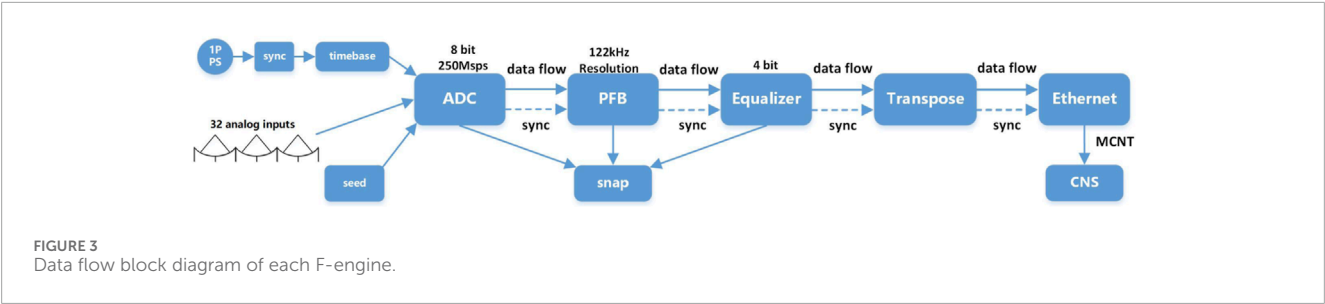 1P
PS
sync
timebase
8 bit
250Msps
ADC
data flow
sync
122kHz
Resolution
PFB
data flow
sync
4 bit
Equalizer
data flow
sync
Transpose
data flow
sync
Ethernet
MCNT
CNS
32 analog inputs
seed
snap
FIGURE 3
Data flow block diagram of each F-engine.